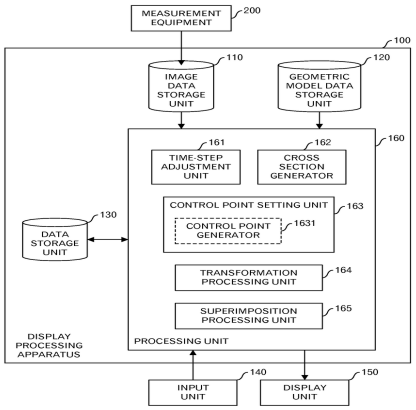 MEASUREMENT
EQUIPMENT
200
100
110
120
IMAGE
DATA
STORAGE
UNIT
GEOMETRIC
MODEL DATA
STORAGE
UNIT
160
161
162
TIME-STEP
ADJUSTMENT
UNIT
CROSS
SECTION
GENERATOR
CONTROL POINT SETTING UNIT
163
CONTROL POINT
GENERATOR
1631
130
DATA
STORAGE
UNIT
TRANSFORMATION
PROCESSING UNIT
164
SUPERIMPOSITION
PROCESSING UNIT
165
DISPLAY
PROCESSING
APPARATUS
PROCESSING UNIT
140
150
INPUT
UNIT
DISPLAY
UNIT